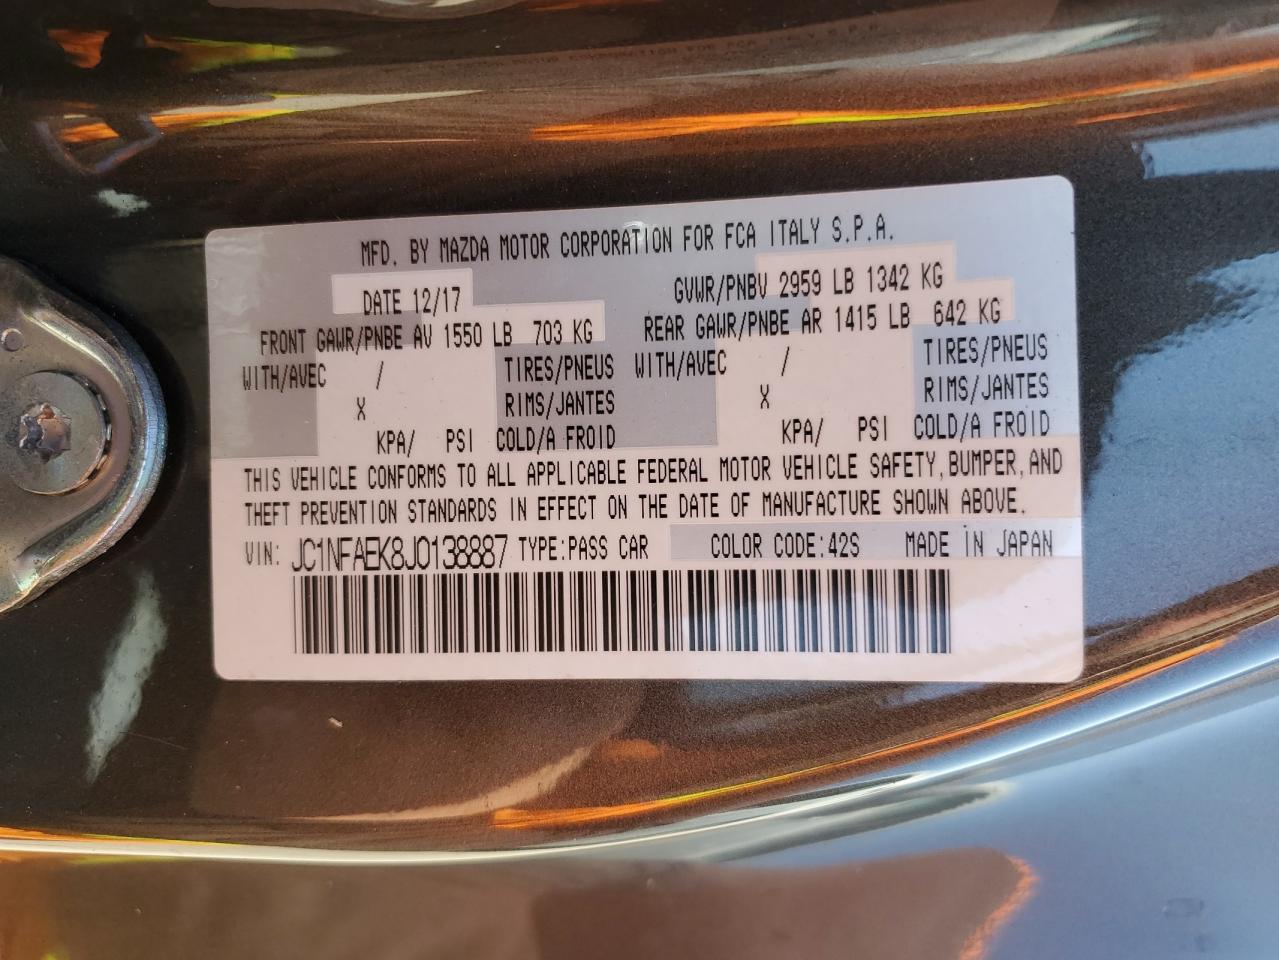 MFD. BY MAZDA MOTOR CORPORATION FOR FCA ITALY S.P.A.
DATE 12/17 GVWR/PNBV 2959 LB 1342 KG
FRONT GAWR/PNBE AV 1550 LB 703 KG REAR GAWR/PNBE AR 1415 LB 642 KG
WITH/AVEC / TIRES/PNEUS WITH/AVEC / TIRES/PNEUS
X RIMS/JANTES X RIMS/JANTES
KPA/ PSI COLD/A FROID KPA/ PSI COLD/A FROID
THIS VEHICLE CONFORMS TO ALL APPLICABLE FEDERAL MOTOR VEHICLE SAFETY, BUMPER, AND
THEFT PREVENTION STANDARDS IN EFFECT ON THE DATE OF MANUFACTURE SHOWN ABOVE.
VIN: JC1NFAEK8J0138887 TYPE:PASS CAR COLOR CODE:42S MADE IN JAPAN